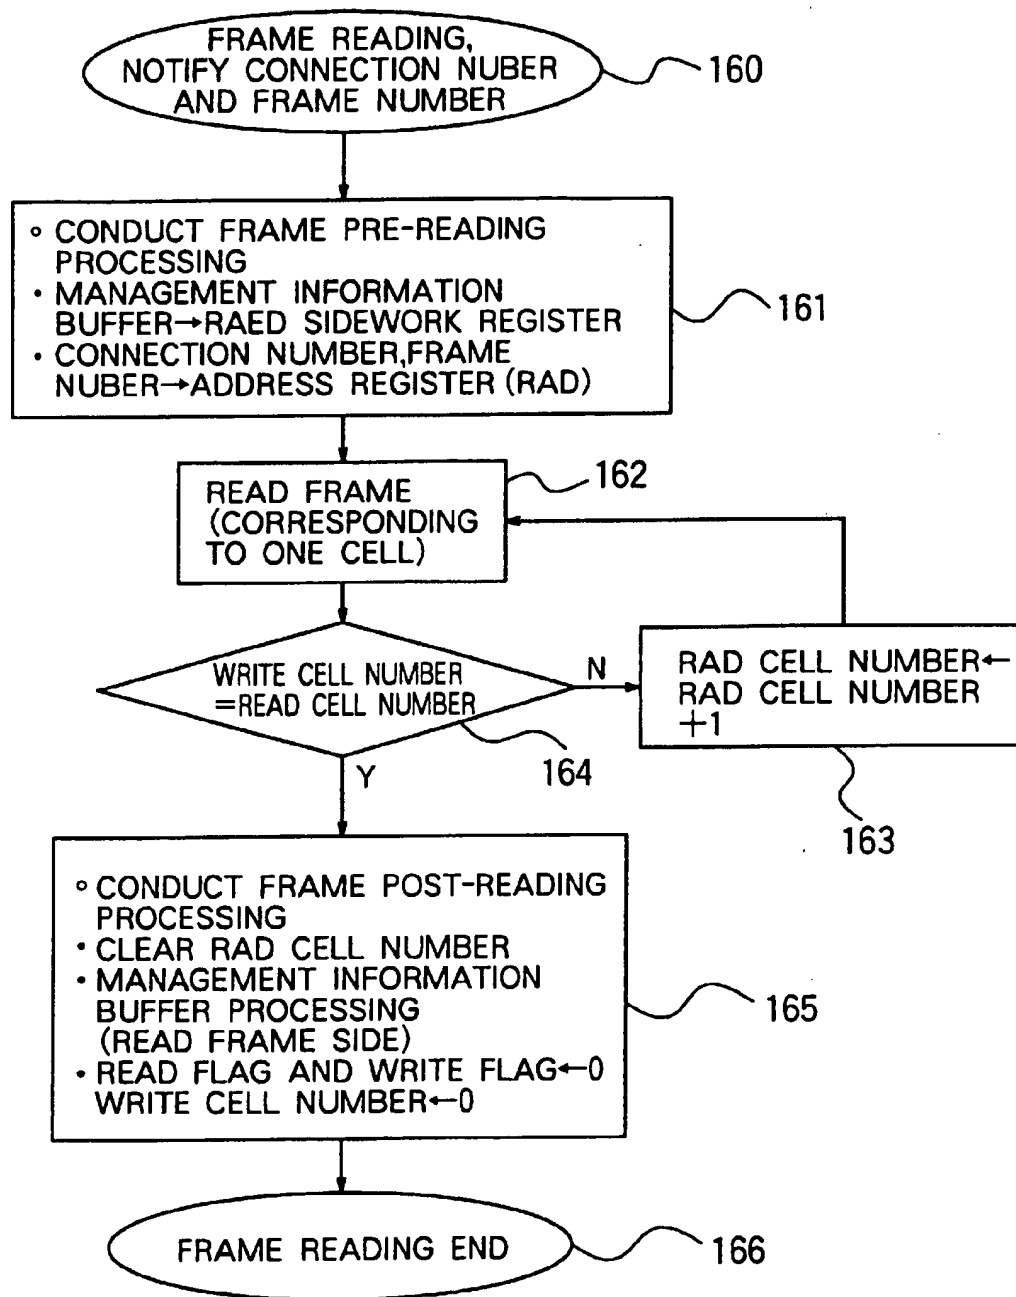 FRAME READING,
NOTIFY CONNECTION NUBER
AND FRAME NUMBER
160
◦ CONDUCT FRAME PRE-READING
PROCESSING
• MANAGEMENT INFORMATION
BUFFER→RAED SIDEWORK REGISTER
• CONNECTION NUMBER,FRAME
NUBER→ADDRESS REGISTER (RAD)
161
READ FRAME
(CORRESPONDING
TO ONE CELL)
162
WRITE CELL NUMBER
=READ CELL NUMBER
164
N
Y
RAD CELL NUMBER←
RAD CELL NUMBER
+1
163
◦ CONDUCT FRAME POST-READING
PROCESSING
• CLEAR RAD CELL NUMBER
• MANAGEMENT INFORMATION
BUFFER PROCESSING
(READ FRAME SIDE)
• READ FLAG AND WRITE FLAG←0
WRITE CELL NUMBER←0
165
FRAME READING END
166